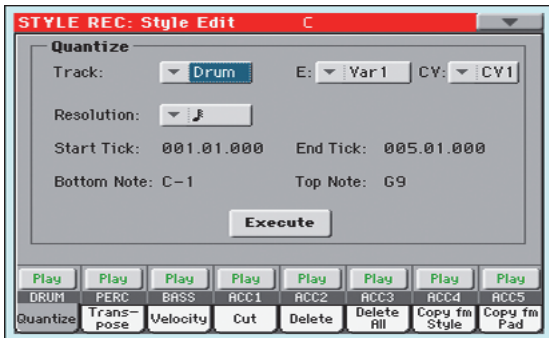 STYLE REC: Style Edit C
Quantize
Track: Drum E: Var1 CV: CV1
Resolution:
Start Tick: 001.01.000 End Tick: 005.01.000
Bottom Note: C-1 Top Note: G9
Execute
Play Play Play Play Play Play Play Play
DRUM PERC BASS ACC1 ACC2 ACC3 ACC4 ACC5
Quantize Trans-
pose Velocity Cut Delete Delete
All Copy fm
Style Copy fm
Pad